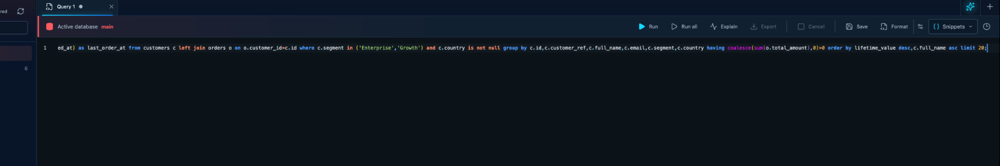 red
Query 1
Active database main
Run
Run all
Explain
Export
Cancel
Save
Format
{} Snippets
6
1 ed_at) as last_order_at from customers c left join orders o on o.customer_id=c.id where c.segment in ('Enterprise','Growth') and c.country is not null group by c.id,c.customer_ref,c.full_name,c.email,c.segment,c.country having coalesce(sum(o.total_amount),0)>0 order by lifetime_value desc,c.full_name asc limit 20;